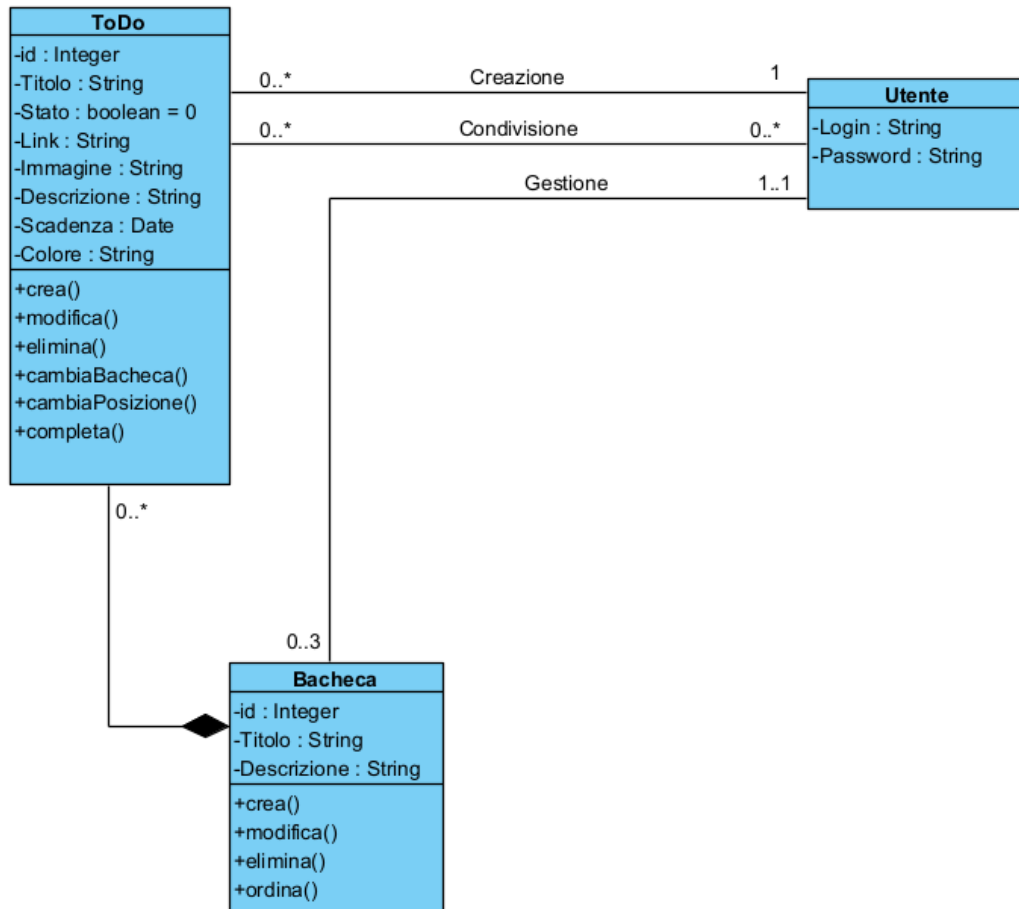 ToDo
-id : Integer
-Titolo : String
-Stato : boolean = 0
-Link : String
-Immagine : String
-Descrizione : String
-Scadenza : Date
-Colore : String
+crea()
+modifica()
+elimina()
+cambiaBacheca()
+cambiaPosizione()
+completa()
0..* Creazione 1
0..* Condivisione 0..*
Gestione 1..1
Utente
-Login : String
-Password : String
0..*
0..3
Bacheca
-id : Integer
-Titolo : String
-Descrizione : String
+crea()
+modifica()
+elimina()
+ordina()